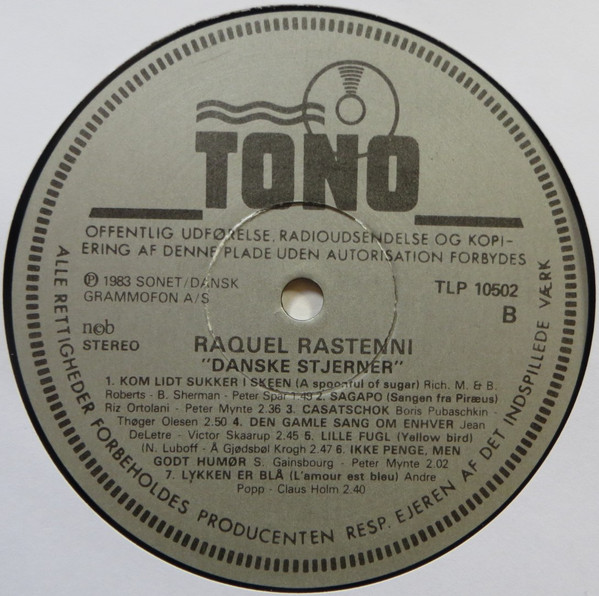 TONO
OFFENTLIG UDFØRELSE, RADIOUDSENDELSE OG KOPI-
ERING AF DENNE PLADE UDEN AUTORISATION FORBYDES
Ⓟ 1983 SONET/DANSK
GRAMMOFON A/S
TLP 10502
B
nɵb
STEREO
RAQUEL RASTENNI
"DANSKE STJERNER"
1. KOM LIDT SUKKER I SKEEN (A spoonful of sugar) Rich. M. & B.
Roberts - B. Sherman - Peter Spar 1.49 2. SAGAPO (Sangen fra Piræus)
Riz Ortolani - Peter Mynte 2.36 3. CASATSCHOK Boris Pubaschkin -
Thøger Olesen 2.50 4. DEN GAMLE SANG OM ENHVER Jean
DeLetre - Victor Skaarup 2.45 5. LILLE FUGL (Yellow bird)
(N. Luboff - Å Gjødsbøl Krogh 2.47 6. IKKE PENGE, MEN
GODT HUMØR S. Gainsbourg - Peter Mynte 2.02
7. LYKKEN ER BLÅ (L'amour est bleu) Andre
Popp - Claus Holm 2.40
ALLE RETTIGHEDER FORBEHOLDES PRODUCENTEN RESP. EJEREN AF DET INDSPILLEDE VÆRK